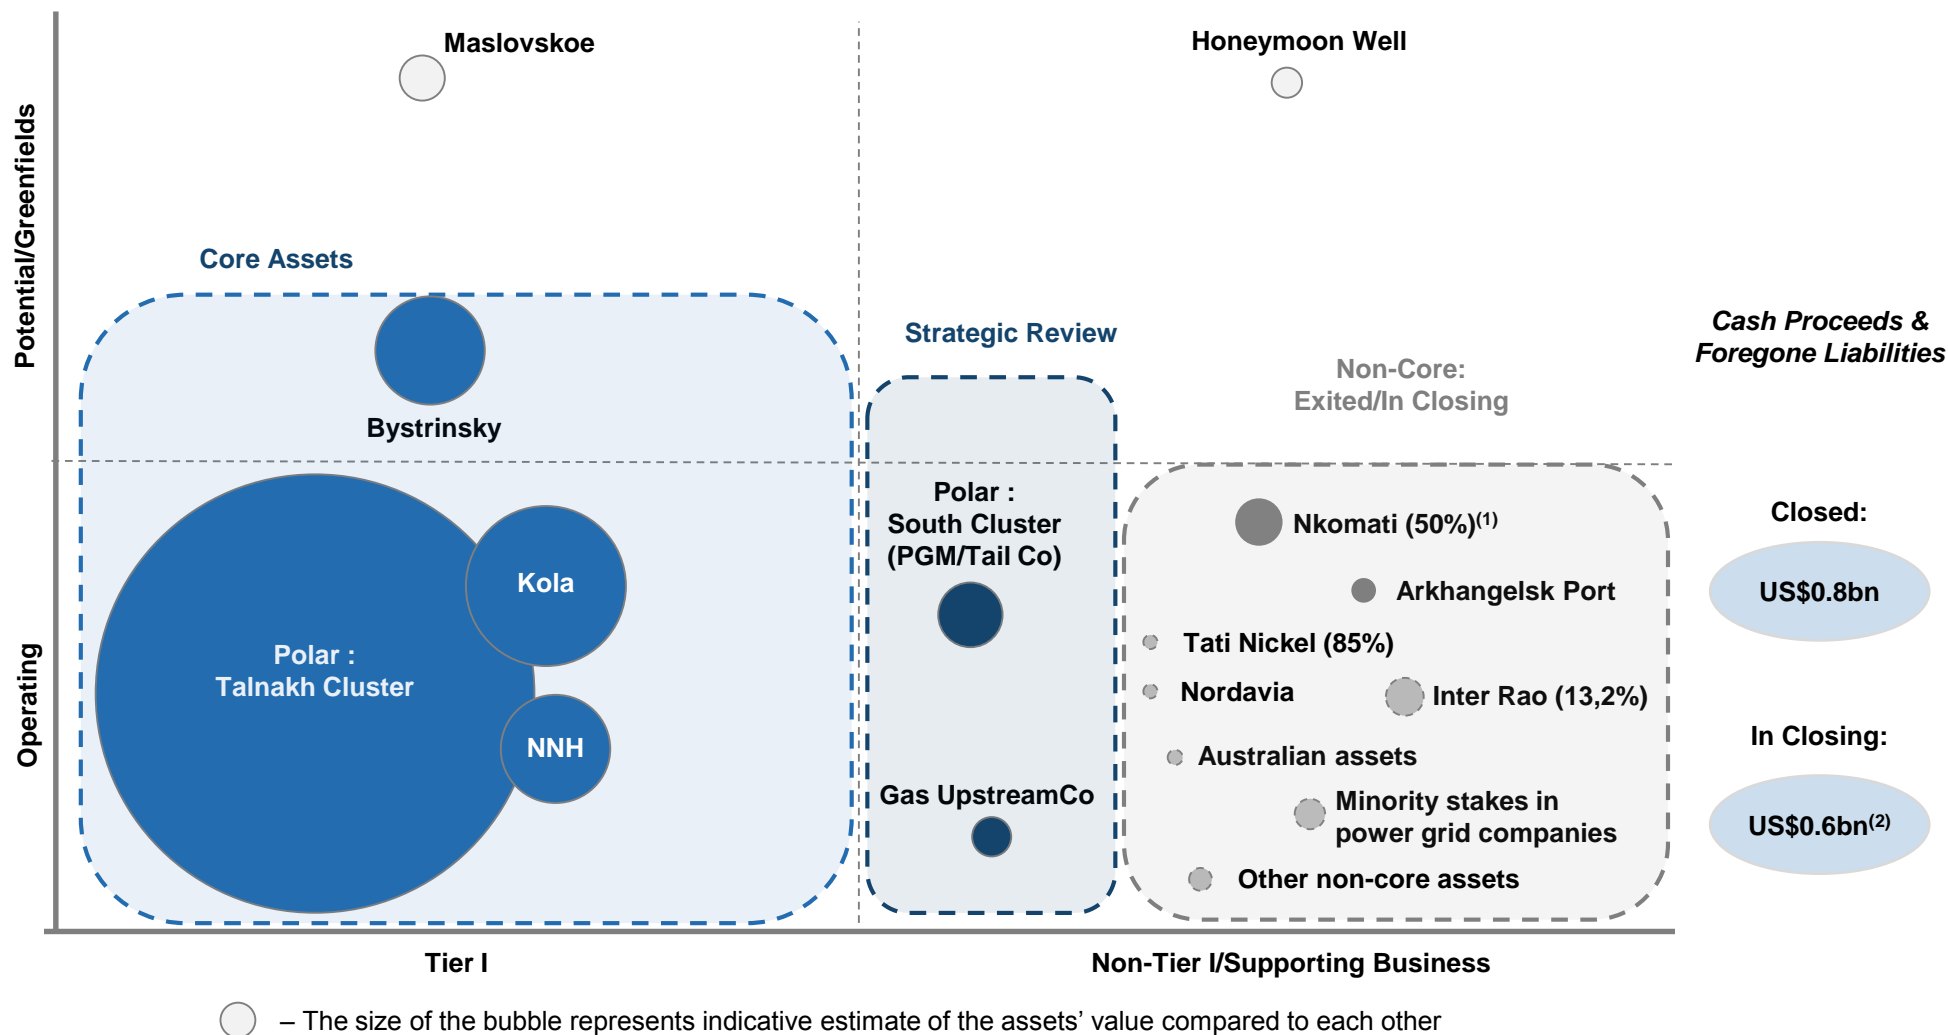 Maslovskoe
Honeymoon Well
Potential/Greenfields
Core Assets
Strategic Review
Cash Proceeds &
Foregone Liabilities
Non-Core:
Exited/In Closing
Bystrinsky
Polar :
South Cluster
(PGM/Tail Co)
Nkomati (50%)(1)
Closed:
Kola
Arkhangelsk Port
US$0.8bn
Polar :
Talnakh Cluster
Tati Nickel (85%)
Nordavia
Inter Rao (13,2%)
Operating
NNH
Australian assets
In Closing:
Gas UpstreamCo
Minority stakes in
power grid companies
US$0.6bn(2)
Other non-core assets
Tier I
Non-Tier I/Supporting Business
– The size of the bubble represents indicative estimate of the assets’ value compared to each other